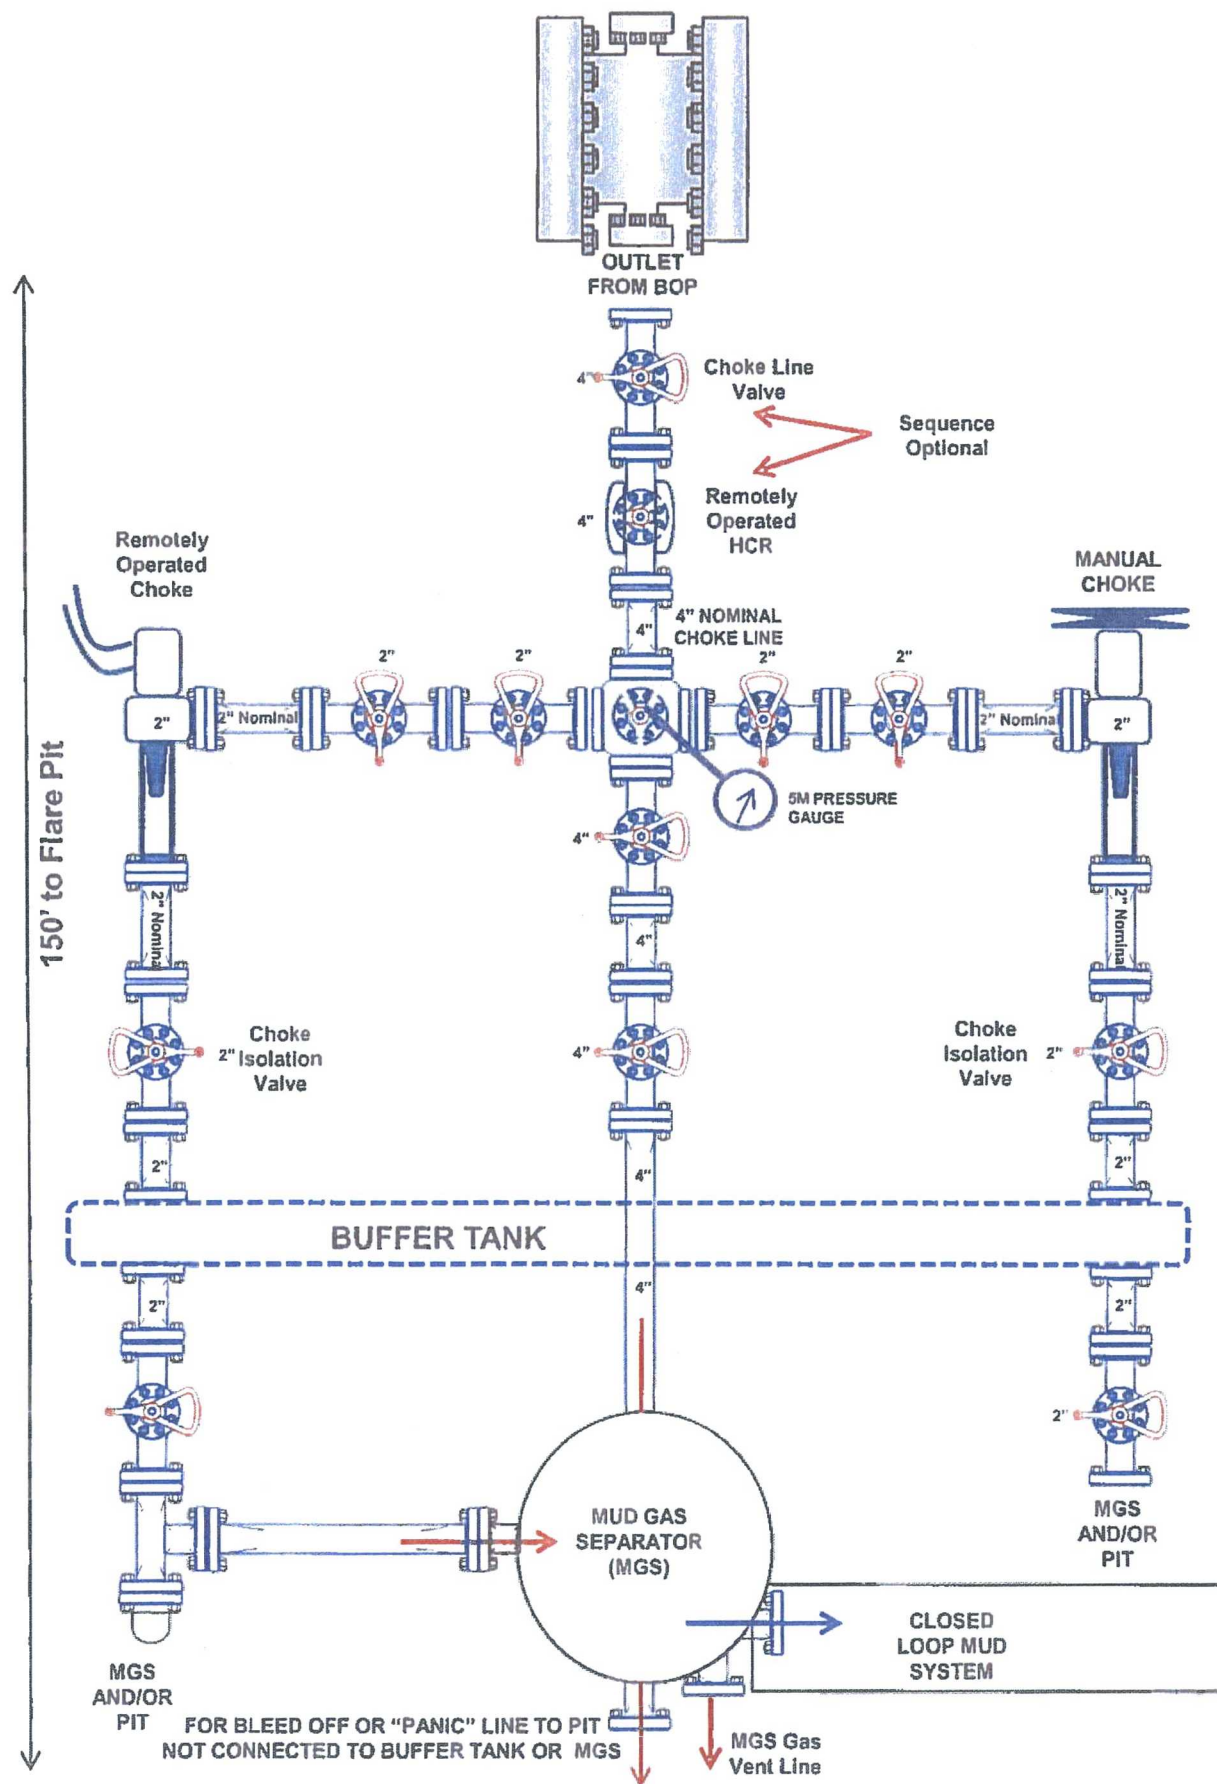 OUTLET
FROM BOP
4"
Choke Line
Valve
Sequence
Optional
4"
Remotely
Operated
HCR
Remotely
Operated
Choke
MANUAL
CHOKE
4"
4" NOMINAL
CHOKE LINE
2"
2"
2"
2"
2"
2" Nominal
2" Nominal
2"
5M PRESSURE
GAUGE
4"
150' to Flare Pit
2" Nominal
4"
2" Nominal
2"
Choke
Isolation
Valve
4"
Choke
Isolation
Valve
2"
2"
4"
2"
BUFFER TANK
4"
2"
2"
2"
MUD GAS
SEPARATOR
(MGS)
MGS
AND/OR
PIT
CLOSED
LOOP MUD
SYSTEM
MGS
AND/OR
PIT
FOR BLEED OFF OR "PANIC" LINE TO PIT
NOT CONNECTED TO BUFFER TANK OR MGS
MGS Gas
Vent Line